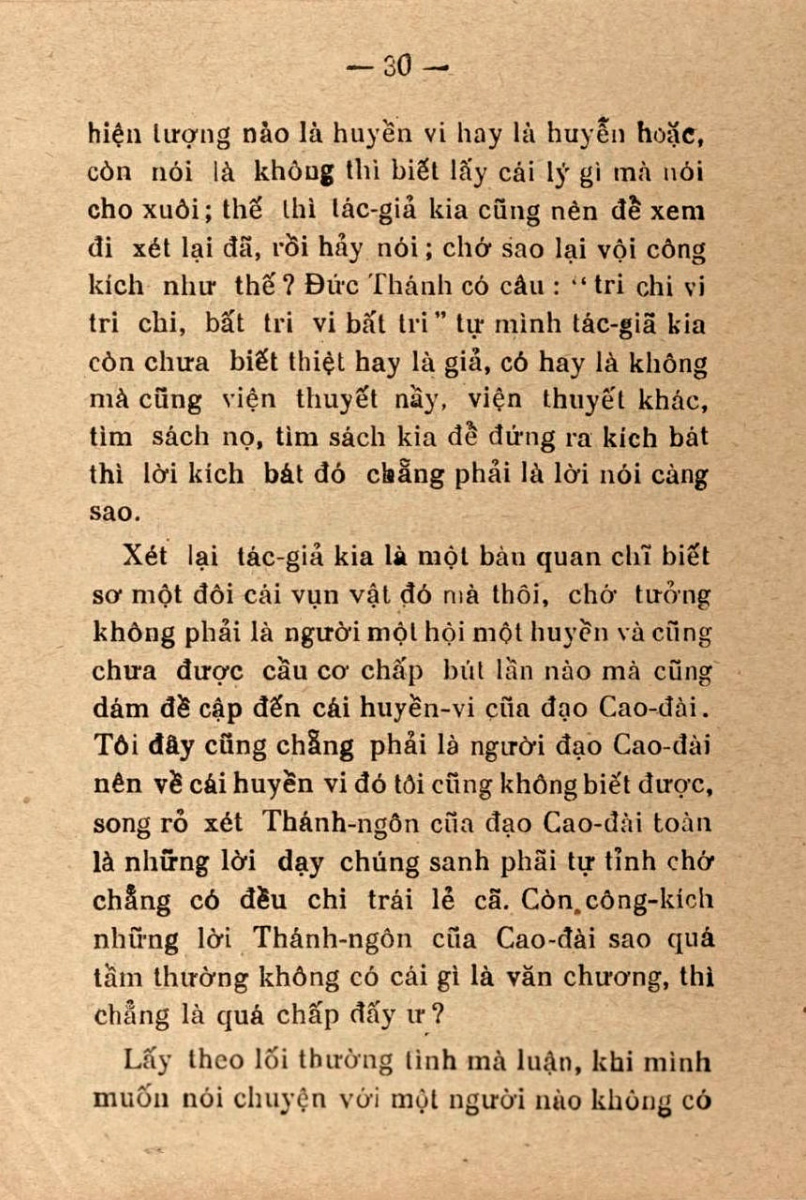 — 30 —
hiện tượng nào là huyền vi hay là huyễn hoặc,
còn nói là không thì biết lấy cái lý gì mà nói
cho xuôi; thế thì tác-giả kia cũng nên để xem
đi xét lại đã, rồi hảy nói; chớ sao lại vội công
kích như thế? Đức Thánh có câu: “tri chi vi
tri chi, bất tri vi bất tri” tự mình tác-giã kia
còn chưa biết thiệt hay là giả, có hay là không
mà cũng viện thuyết nầy, viện thuyết khác,
tìm sách nọ, tìm sách kia để đứng ra kích bát
thì lời kích bát đó chẵng phải là lời nói càng
sao.
Xét lại tác-giả kia là một bàn quan chĩ biết
sơ một đôi cái vụn vật đó mà thôi, chớ tưởng
không phải là người một hội một huyền và cũng
chưa được cầu cơ chấp bút lần nào mà cũng
dám đề cập đến cái huyền-vi cũa đạo Cao-đài.
Tôi đây cũng chẵng phải là người đạo Cao-đài
nên về cái huyền vi đó tôi cũng không biết được,
song rỏ xét Thánh-ngôn cũa đạo Cao-đài toàn
là những lời dạy chúng sanh phãi tự tỉnh chớ
chẵng có đều chi trái lẻ cã. Còn công-kích
những lời Thánh-ngôn cũa Cao-đài sao quá
tầm thường không có cái gì là văn chương, thì
chẳng là quá chấp đấy ư?
Lấy theo lối thường tình mà luận, khi mình
muốn nói chuyện với một người nào không có